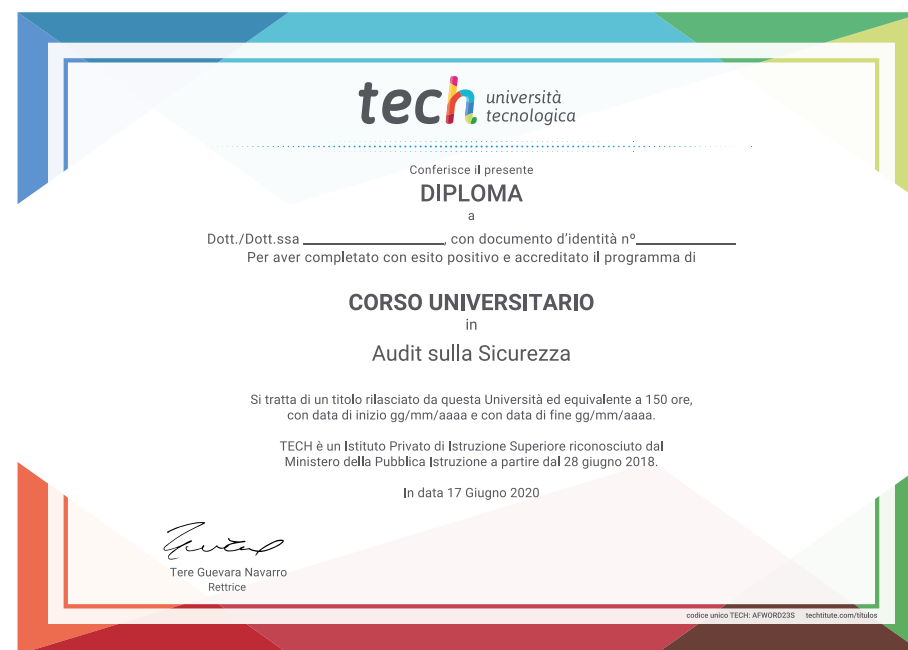 tech università
tecnologica
Conferisce il presente
DIPLOMA
a
Dott./Dott.ssa _______________, con documento d'identità nº___________
Per aver completato con esito positivo e accreditato il programma di
CORSO UNIVERSITARIO
in
Audit sulla Sicurezza
Si tratta di un titolo rilasciato da questa Università ed equivalente a 150 ore,
con data di inizio gg/mm/aaaa e con data di fine gg/mm/aaaa.
TECH è un Istituto Privato di Istruzione Superiore riconosciuto dal
Ministero della Pubblica Istruzione a partire dal 28 giugno 2018.
In data 17 Giugno 2020
Tere Guevara Navarro
Rettrice
codice unico TECH: AFWORD23S techtitute.com/títulos